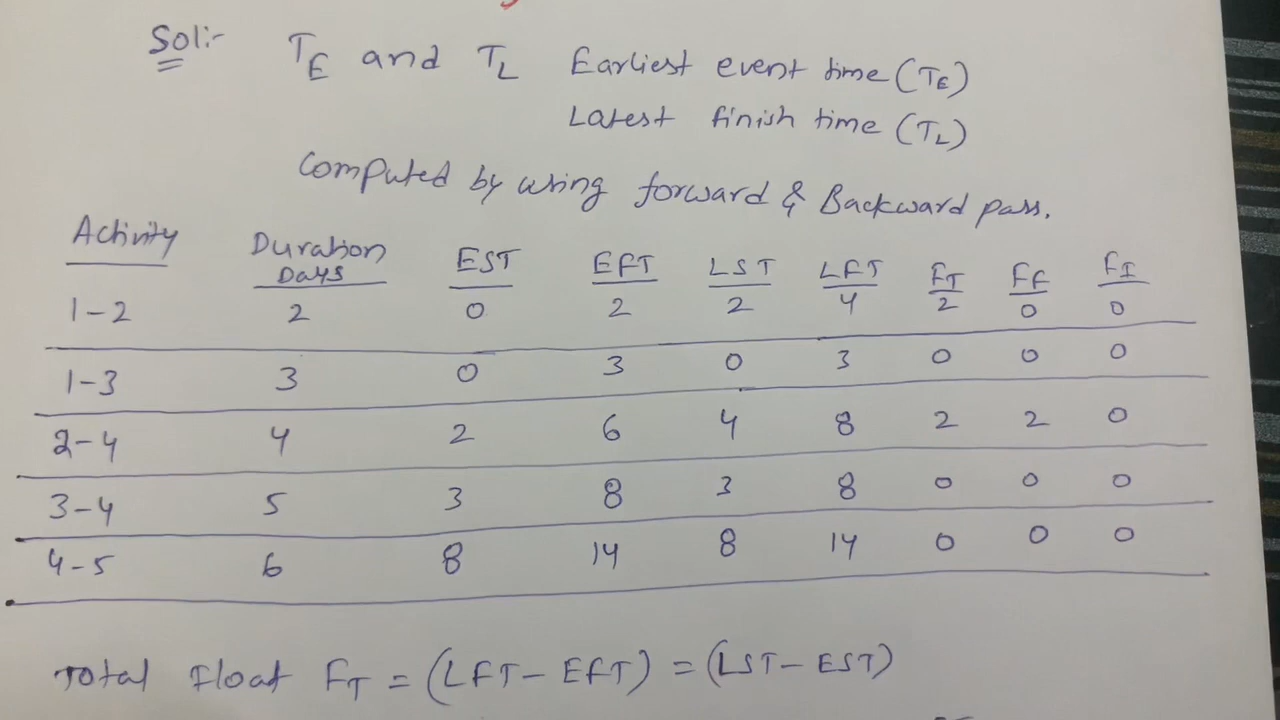 Sol:-
TE and TL Earliest event time (TE)
Latest finish time (TL)
Computed by using forward & Backward pass.
Activity Duration Days EST EFT LST LFT FT FF FI
1-2 2 0 2 2 4 2 0 0
1-3 3 0 3 0 3 0 0 0
2-4 4 2 6 4 8 2 2 0
3-4 5 3 8 3 8 0 0 0
4-5 6 8 14 8 14 0 0 0
Total Float FT = (LFT - EFT) = (LST - EST)